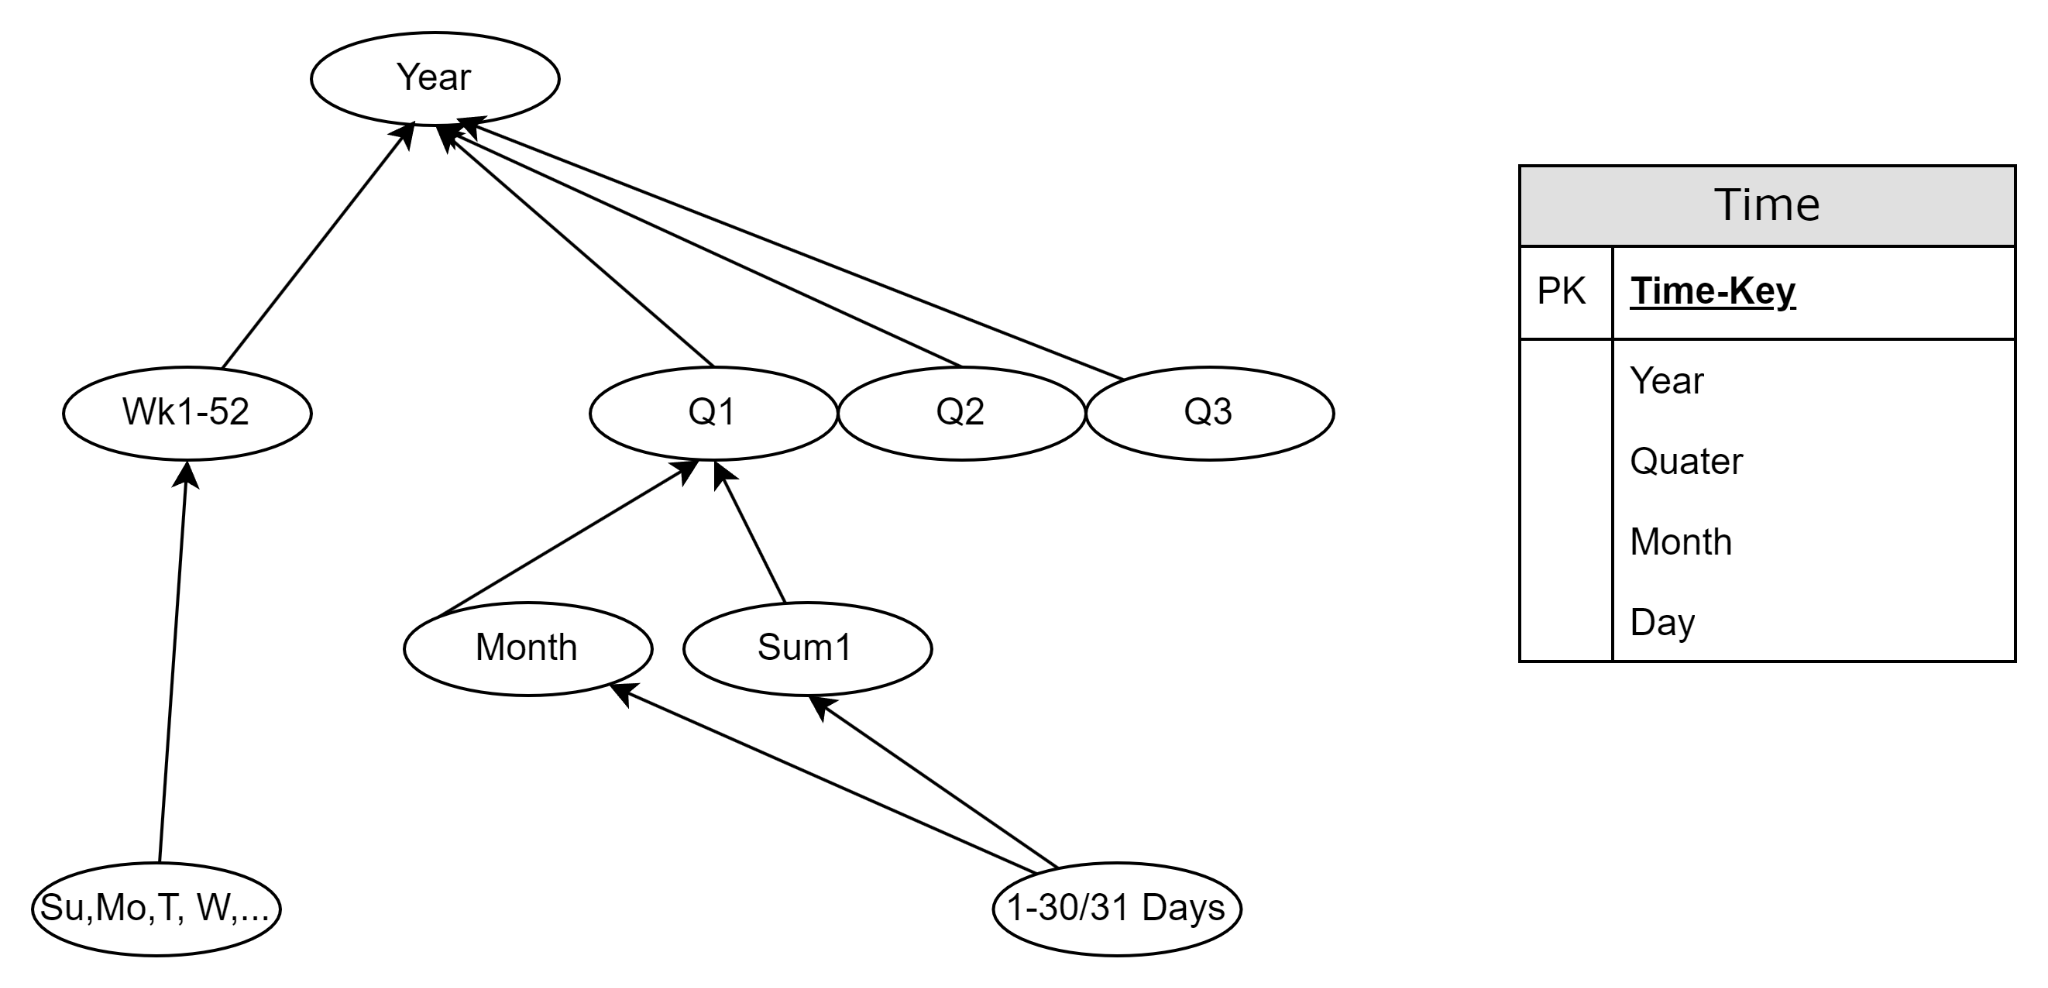 Year
Time
PK
Time-Key
Year
Wk1-52
Q1
Q2
Q3
Quater
Month
Day
Month
Sum1
Su,Mo,T, W,...
1-30/31 Days